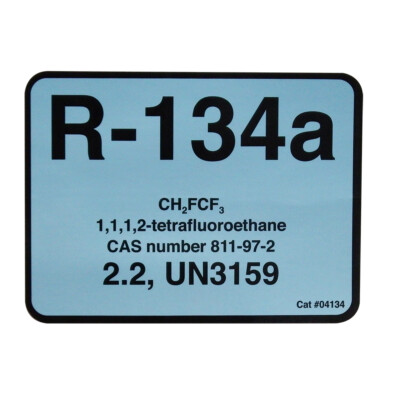 R-134a
CH₂FCF₃
1,1,1,2-tetrafluoroethane
CAS number 811-97-2
2.2, UN3159
Cat #04134